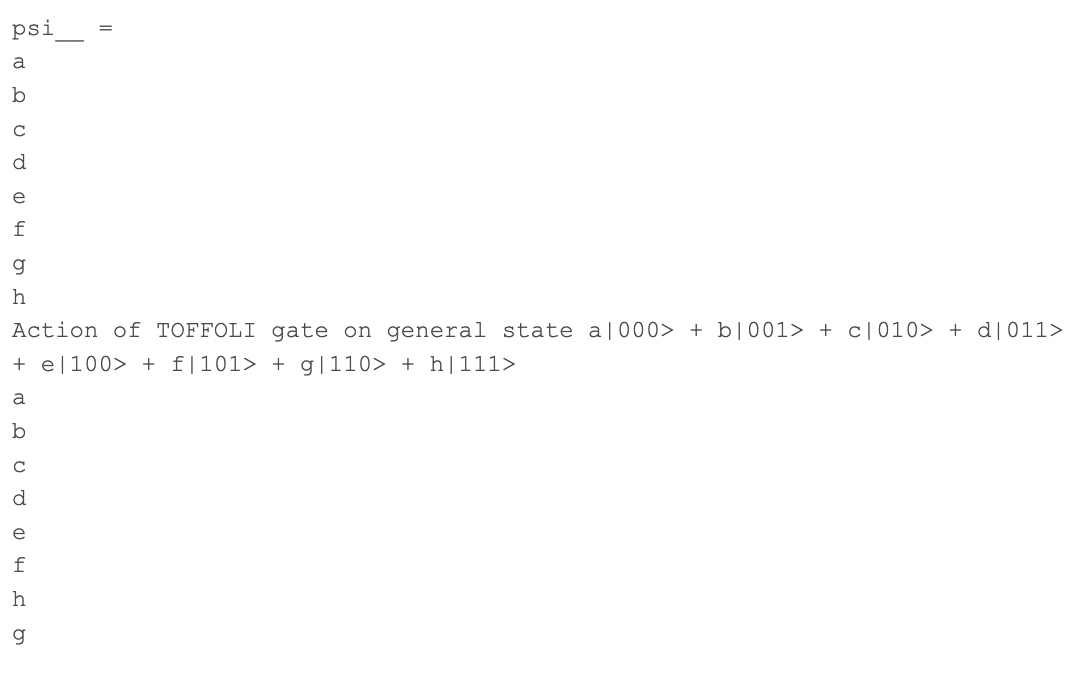 psi__ =
a
b
c
d
e
f
g
h
Action of TOFFOLI gate on general state a|000> + b|001> + c|010> + d|011>
+ e|100> + f|101> + g|110> + h|111>
a
b
c
d
e
f
h
g